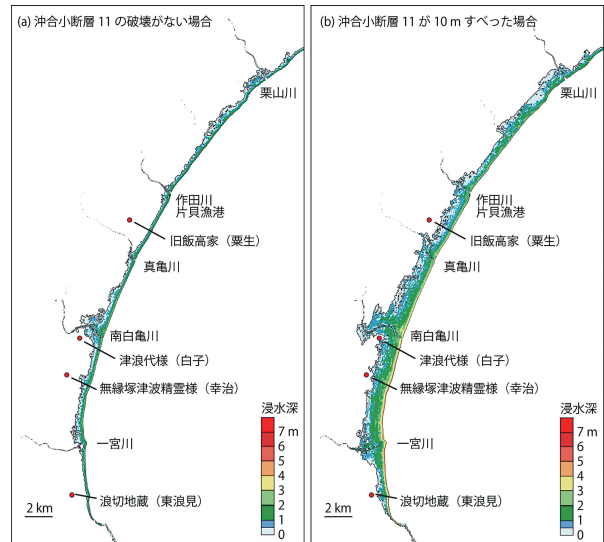 (a) 沖合小断層 11 の破壊がない場合
栗山川
作田川
片貝漁港
旧飯高家（粟生）
真亀川
南白亀川
津浪代様（白子）
無縁塚津波精霊様（幸治）
浸水深
7 m
6
5
4
3
2
1
0
一宮川
浪切地蔵（東浪見）
2 km
(b) 沖合小断層 11 が 10 m すべった場合
栗山川
作田川
片貝漁港
旧飯高家（粟生）
真亀川
南白亀川
津浪代様（白子）
無縁塚津波精霊様（幸治）
浸水深
7 m
6
5
4
3
2
1
0
一宮川
浪切地蔵（東浪見）
2 km